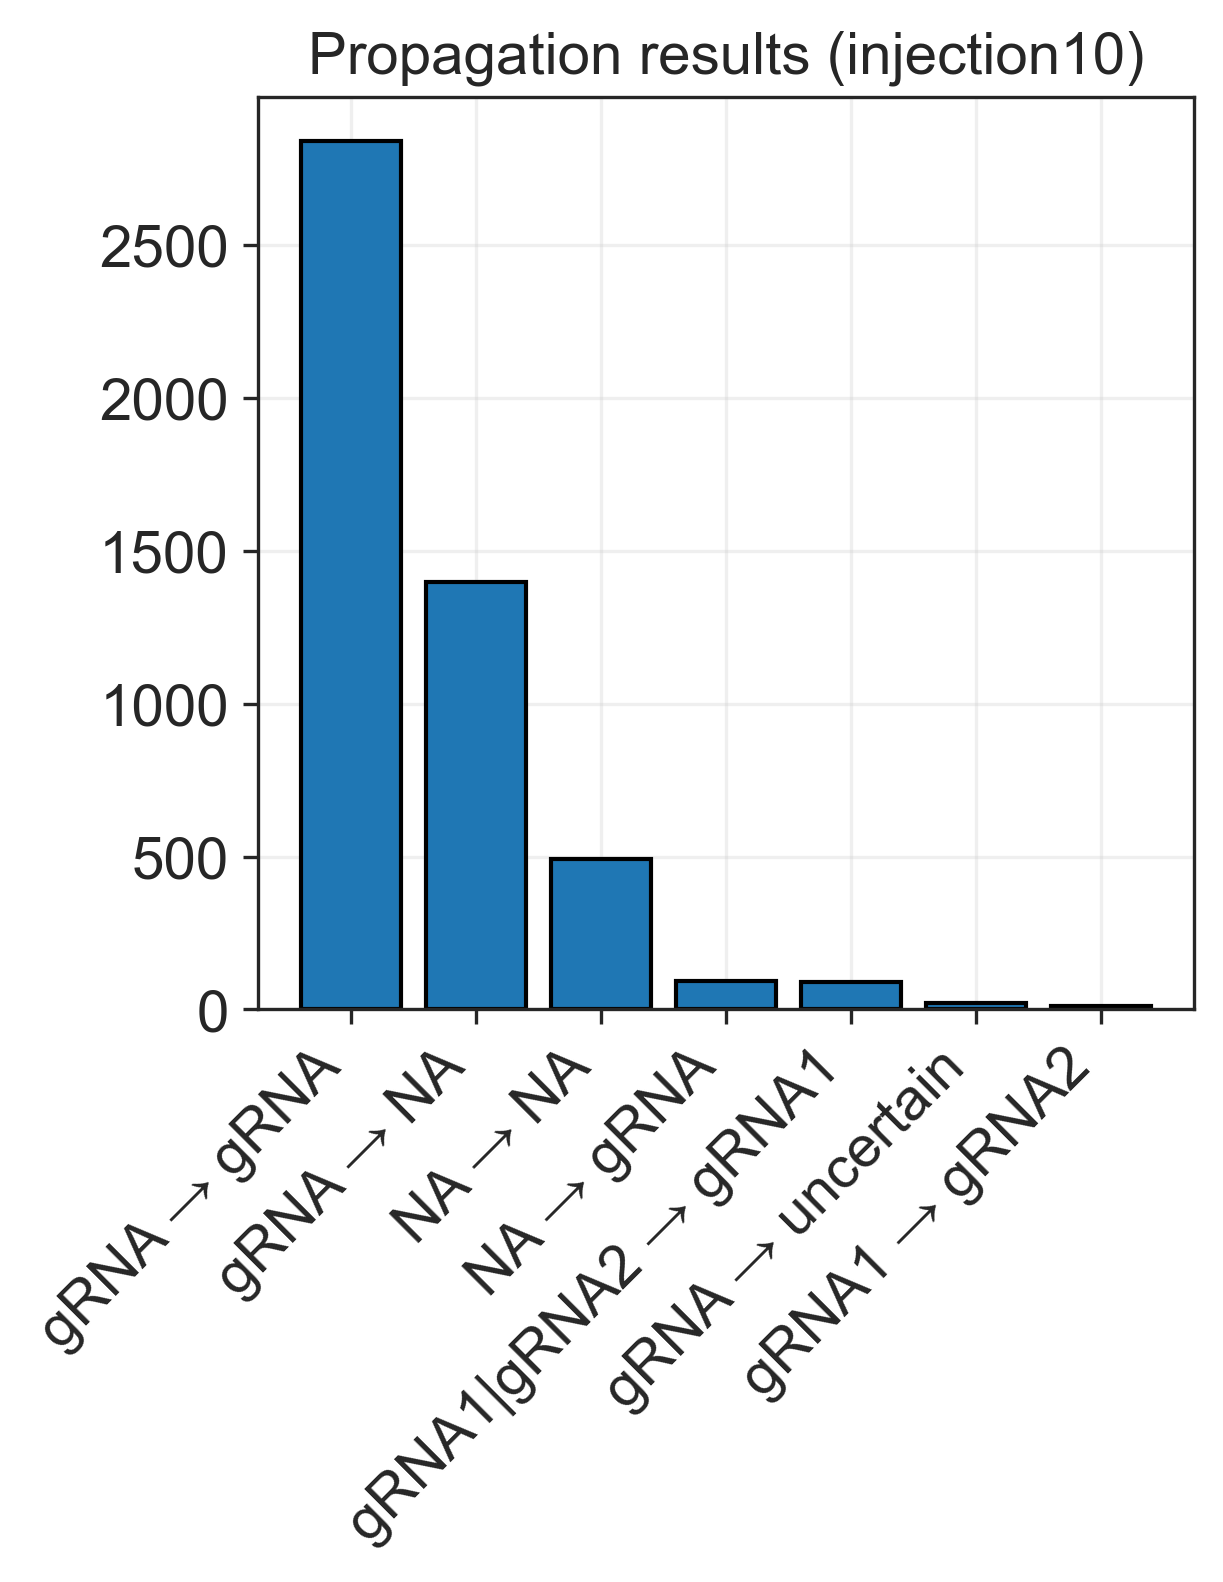 Propagation results (injection10)
2500
2000
1500
1000
500
0
gRNA → gRNA
gRNA → NA
NA → NA
NA → gRNA
gRNA1|gRNA2 → gRNA1
gRNA → uncertain
gRNA1 → gRNA2